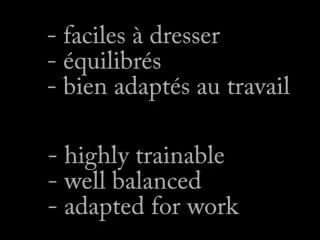 - faciles à dresser
- équilibrés
- bien adaptés au travail
- highly trainable
- well balanced
- adapted for work